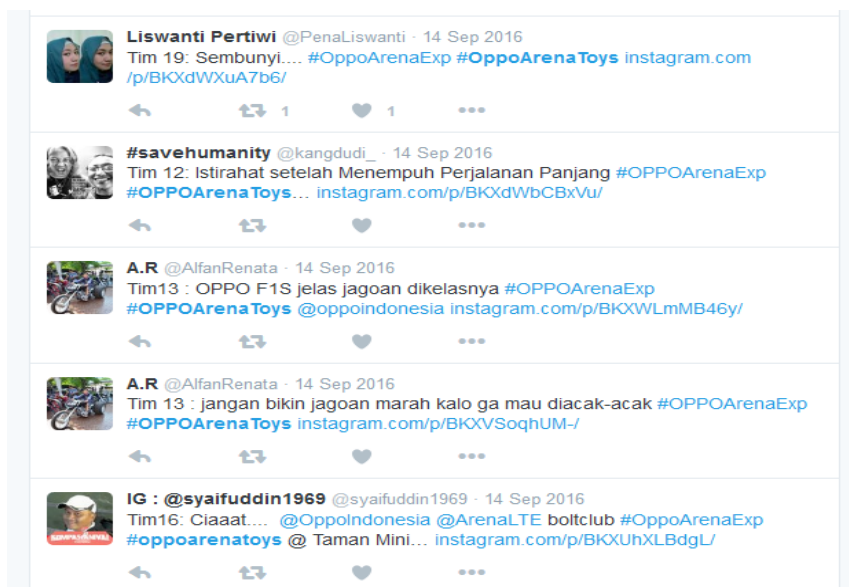 Liswanti Pertiwi @PenaLiswanti · 14 Sep 2016
Tim 19: Sembunyi.... #OppoArenaExp #OppoArenaToys instagram.com
/p/BKXdWXuA7b6/
1 1
#savehumanity @kangdudi_ · 14 Sep 2016
Tim 12: Istirahat setelah Menempuh Perjalanan Panjang #OPPOArenaExp
#OPPOArenaToys... instagram.com/p/BKXdWbCBxVu/
A.R @AlfanRenata · 14 Sep 2016
Tim13 : OPPO F1S jelas jagoan dikelasnya #OPPOArenaExp
#OPPOArenaToys @oppoindonesia instagram.com/p/BKXWLmMB46y/
A.R @AlfanRenata · 14 Sep 2016
Tim 13 : jangan bikin jagoan marah kalo ga mau diacak-acak #OPPOArenaExp
#OPPOArenaToys instagram.com/p/BKXVSoqhUM-/
IG : @syaifuddin1969 @syaifuddin1969 · 14 Sep 2016
Tim16: Ciaaat.... @OppoIndonesia @ArenaLTE boltclub #OppoArenaExp
#oppoarenatoys @ Taman Mini... instagram.com/p/BKXUhXLBdgL/